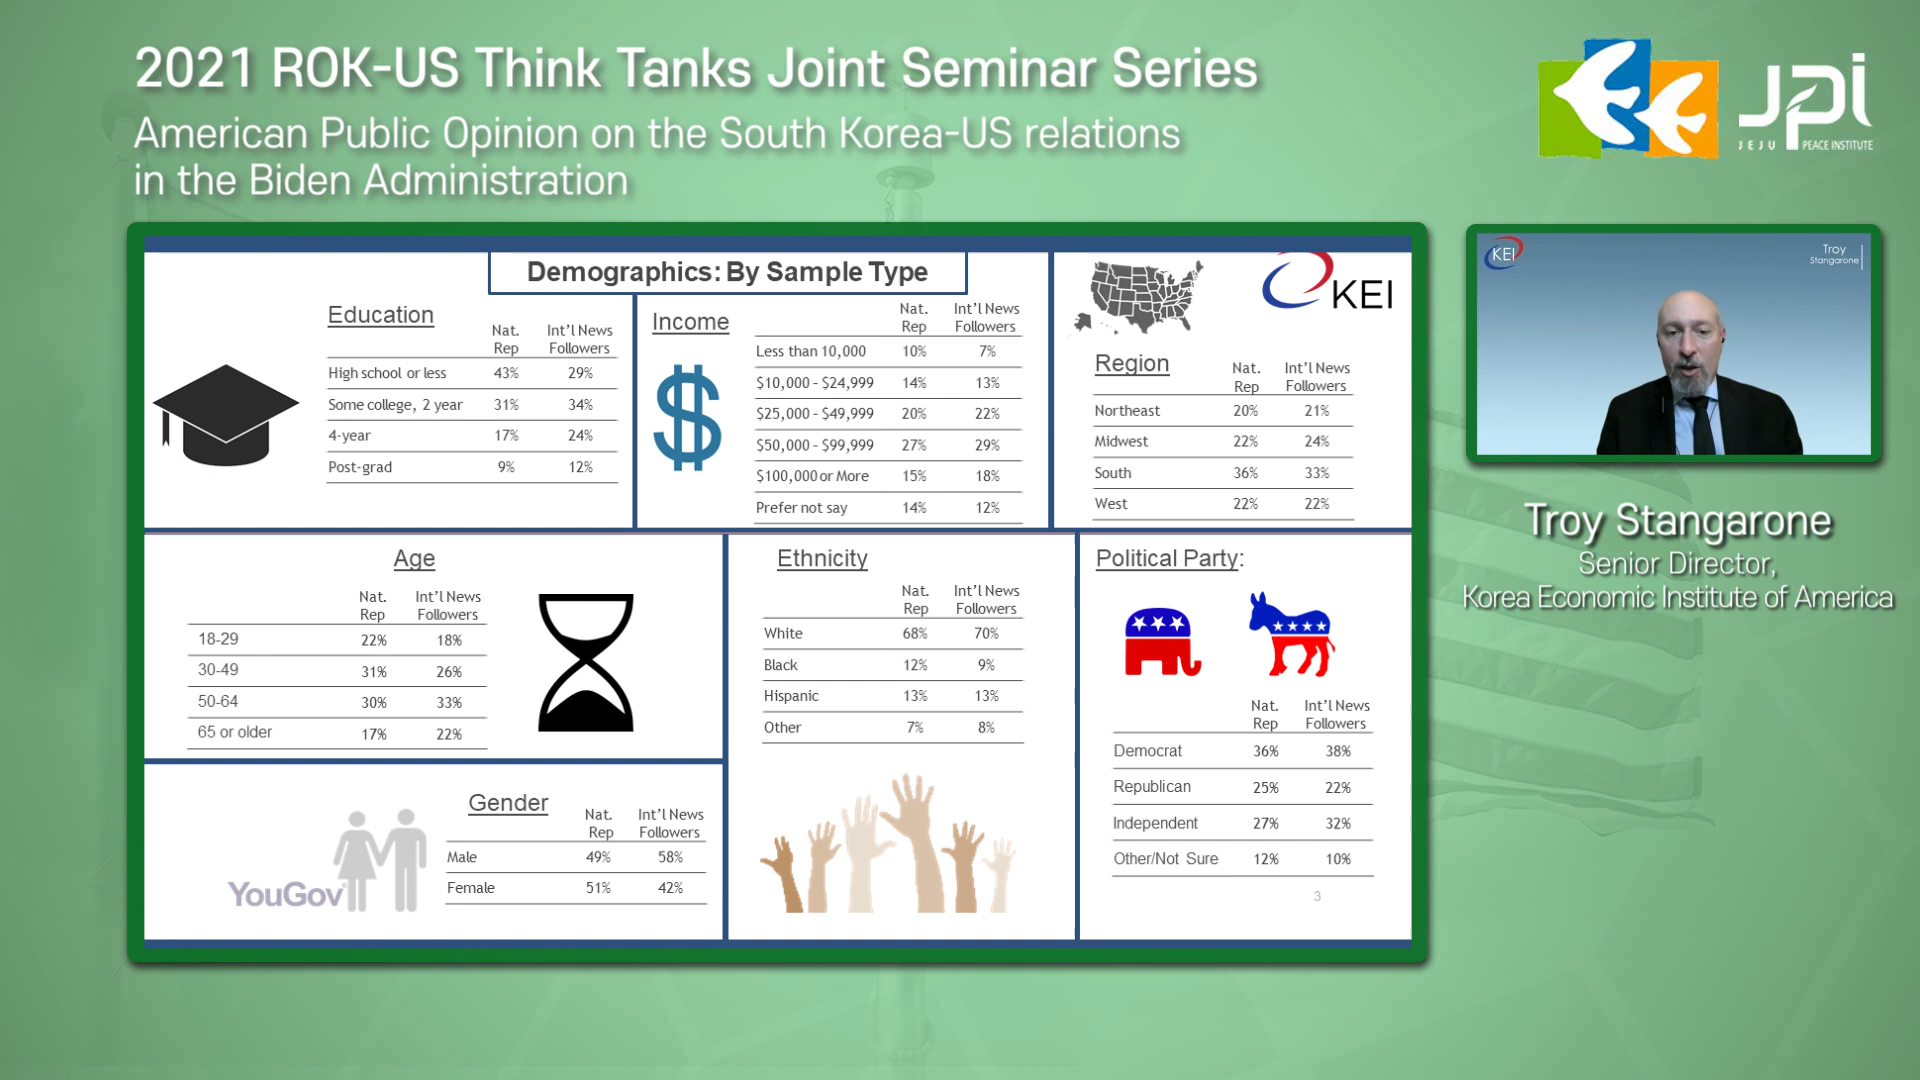 2021 ROK-US Think Tanks Joint Seminar Series
American Public Opinion on the South Korea-US relations
in the Biden Administration
JPI
JEJU PEACE INSTITUTE
Demographics: By Sample Type
Education
Nat. Rep Int'l News Followers
High school or less 43% 29%
Some college, 2 year 31% 34%
4-year 17% 24%
Post-grad 9% 12%
Income
Nat. Rep Int'l News Followers
Less than 10,000 10% 7%
$10,000 - $24,999 14% 13%
$25,000 - $49,999 20% 22%
$50,000 - $99,999 27% 29%
$100,000 or More 15% 18%
Prefer not say 14% 12%
KEI
Region
Nat. Rep Int'l News Followers
Northeast 20% 21%
Midwest 22% 24%
South 36% 33%
West 22% 22%
Age
Nat. Rep Int'l News Followers
18-29 22% 18%
30-49 31% 26%
50-64 30% 33%
65 or older 17% 22%
Ethnicity
Nat. Rep Int'l News Followers
White 68% 70%
Black 12% 9%
Hispanic 13% 13%
Other 7% 8%
Political Party:
Nat. Rep Int'l News Followers
Democrat 36% 38%
Republican 25% 22%
Independent 27% 32%
Other/Not Sure 12% 10%
3
Gender
Nat. Rep Int'l News Followers
Male 49% 58%
Female 51% 42%
YouGov
KEI
Troy
Stangarone
Troy Stangarone
Senior Director,
Korea Economic Institute of America